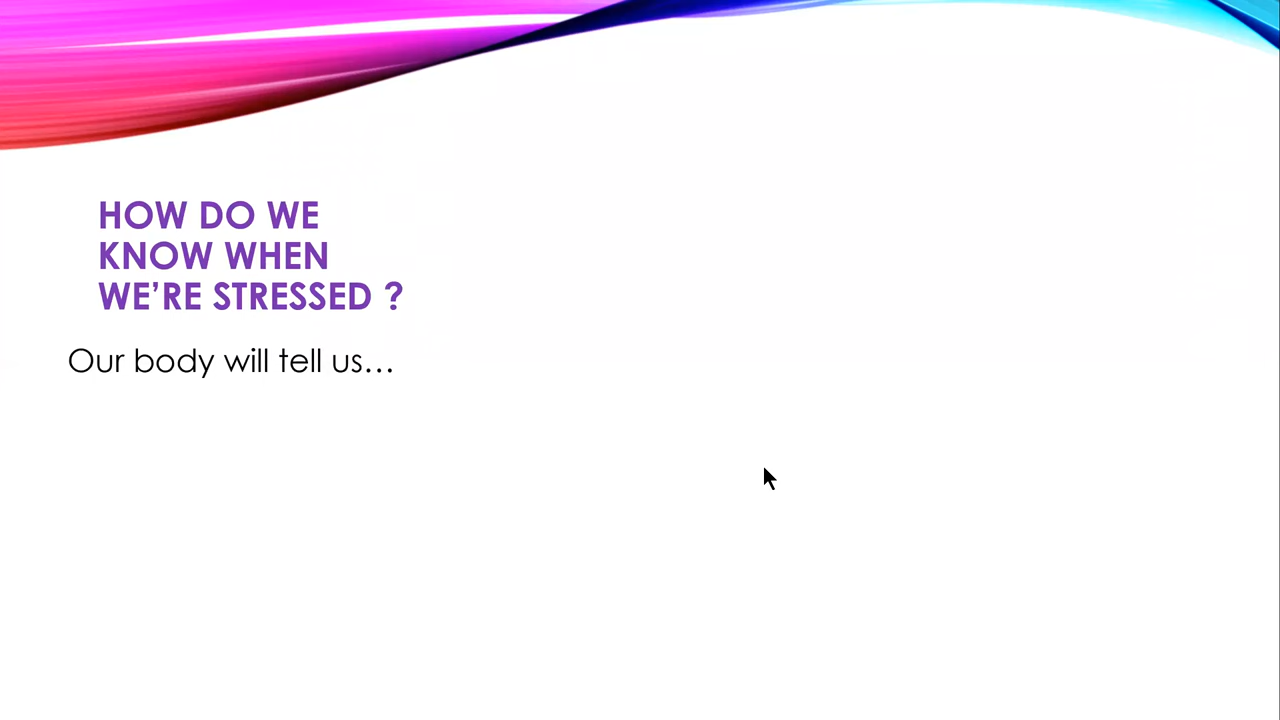 HOW DO WE
KNOW WHEN
WE’RE STRESSED ?
Our body will tell us…